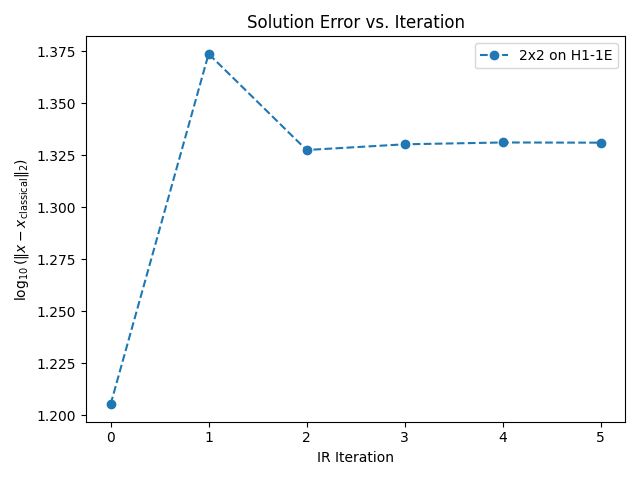 Solution Error vs. Iteration
2x2 on H1-1E
log₁₀(‖x − x_classical‖₂)
1.375
1.350
1.325
1.300
1.275
1.250
1.225
1.200
0 1 2 3 4 5
IR Iteration